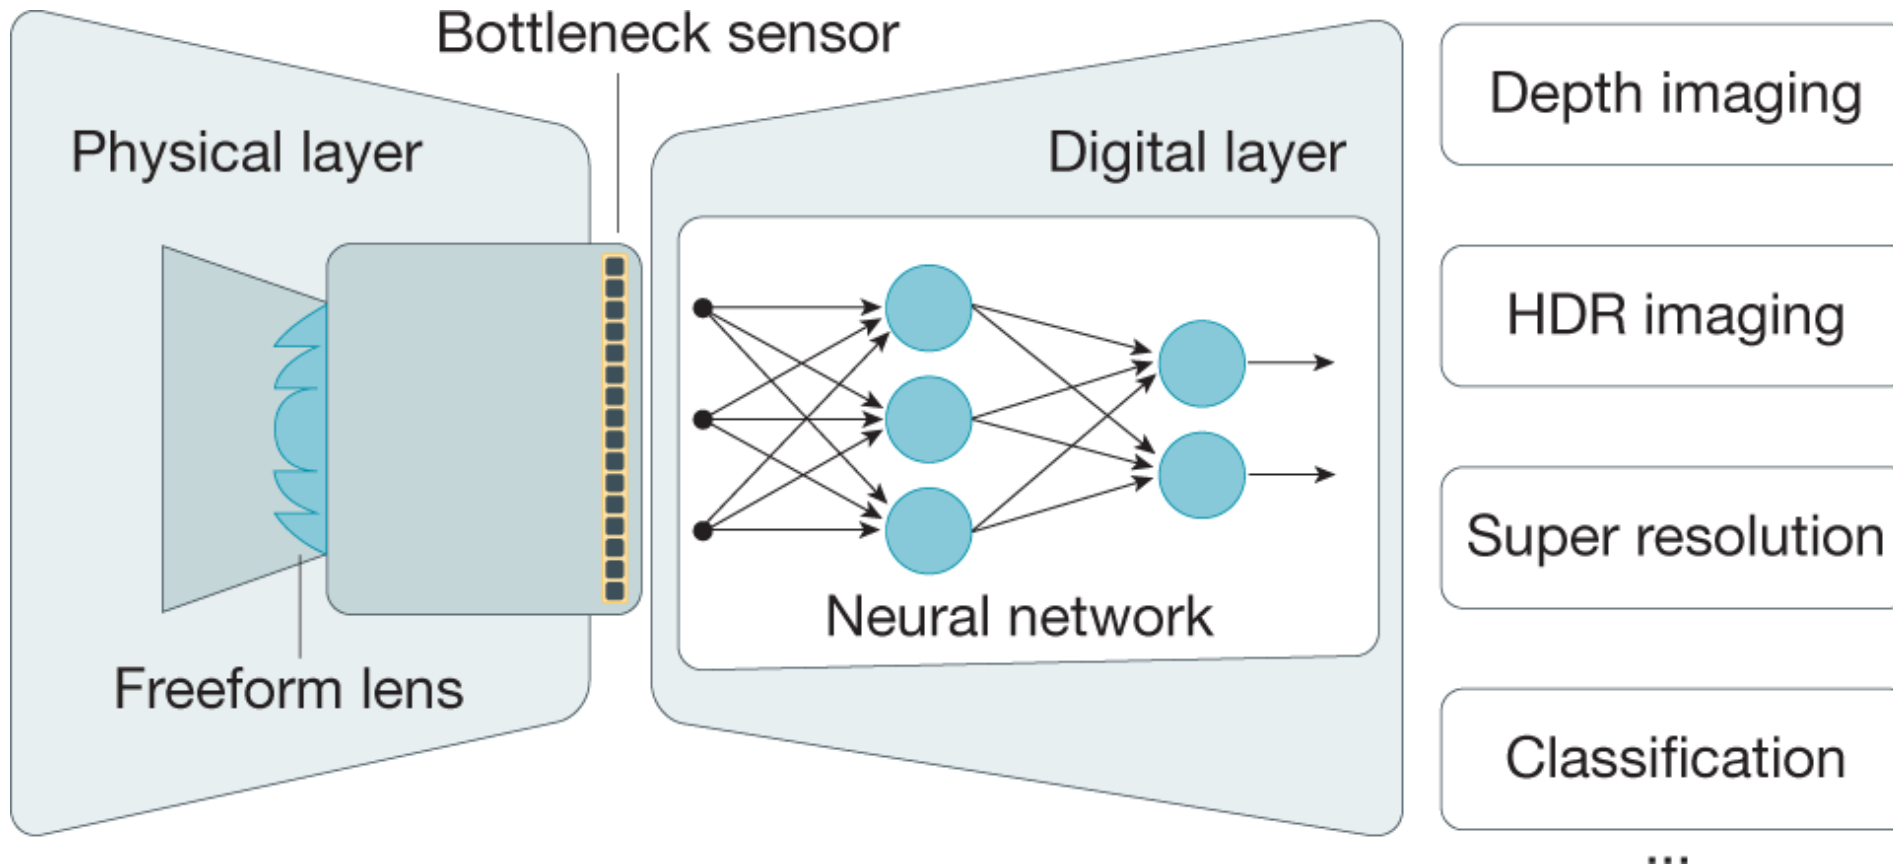 Bottleneck sensor
Physical layer
Digital layer
Freeform lens
Neural network
Depth imaging
HDR imaging
Super resolution
Classification
...